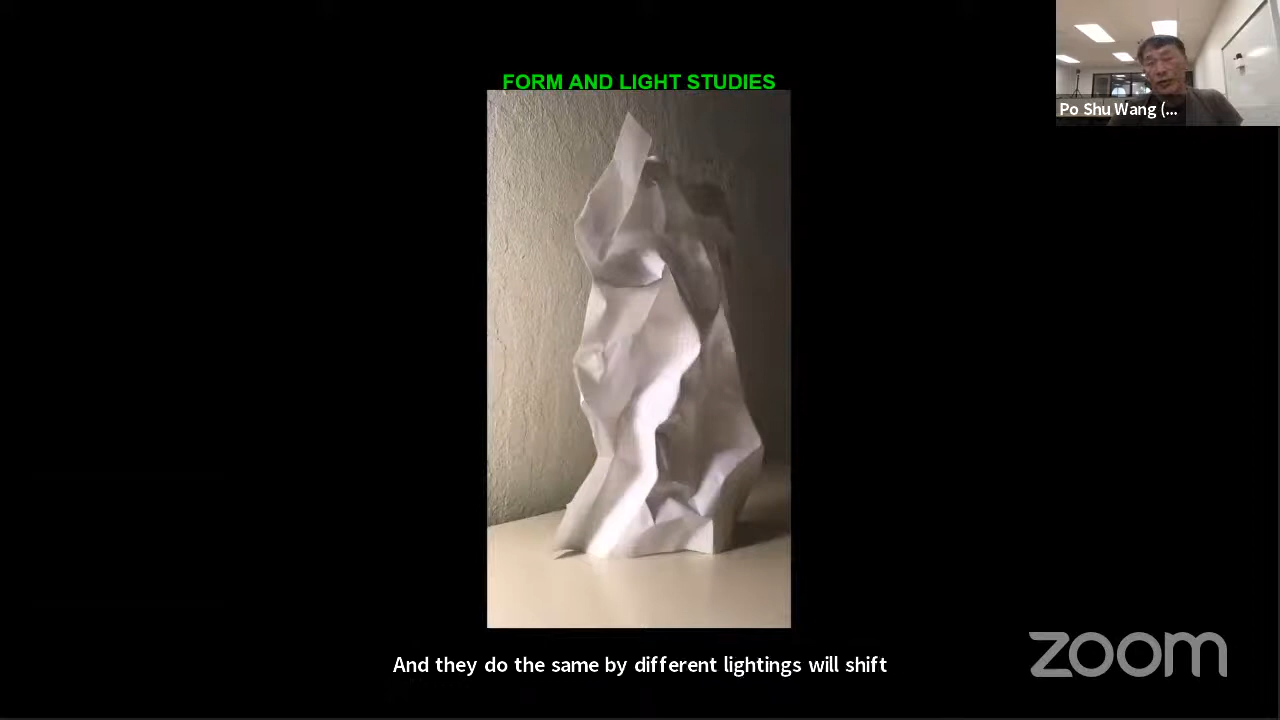 FORM AND LIGHT STUDIES
Po Shu Wang (...
And they do the same by different lightings will shift
zoom